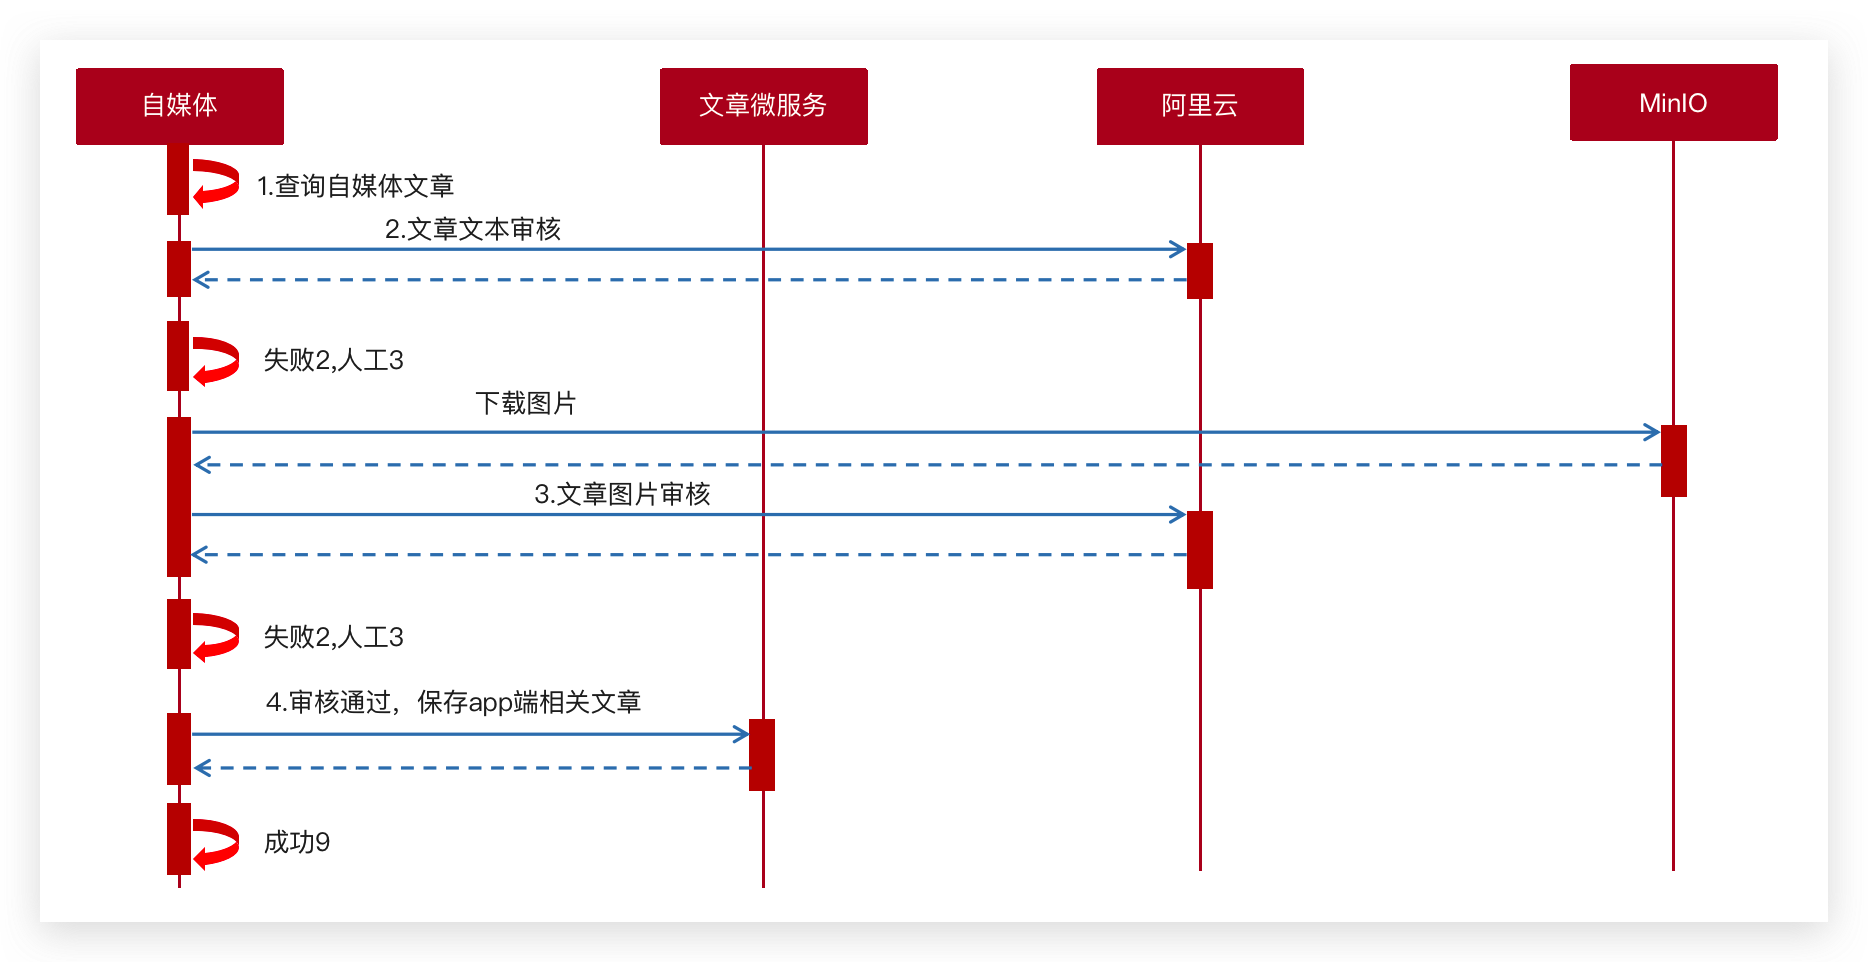 自媒体
文章微服务
阿里云
MinIO
1.查询自媒体文章
2.文章文本审核
失败2,人工3
下载图片
3.文章图片审核
失败2,人工3
4.审核通过，保存app端相关文章
成功9